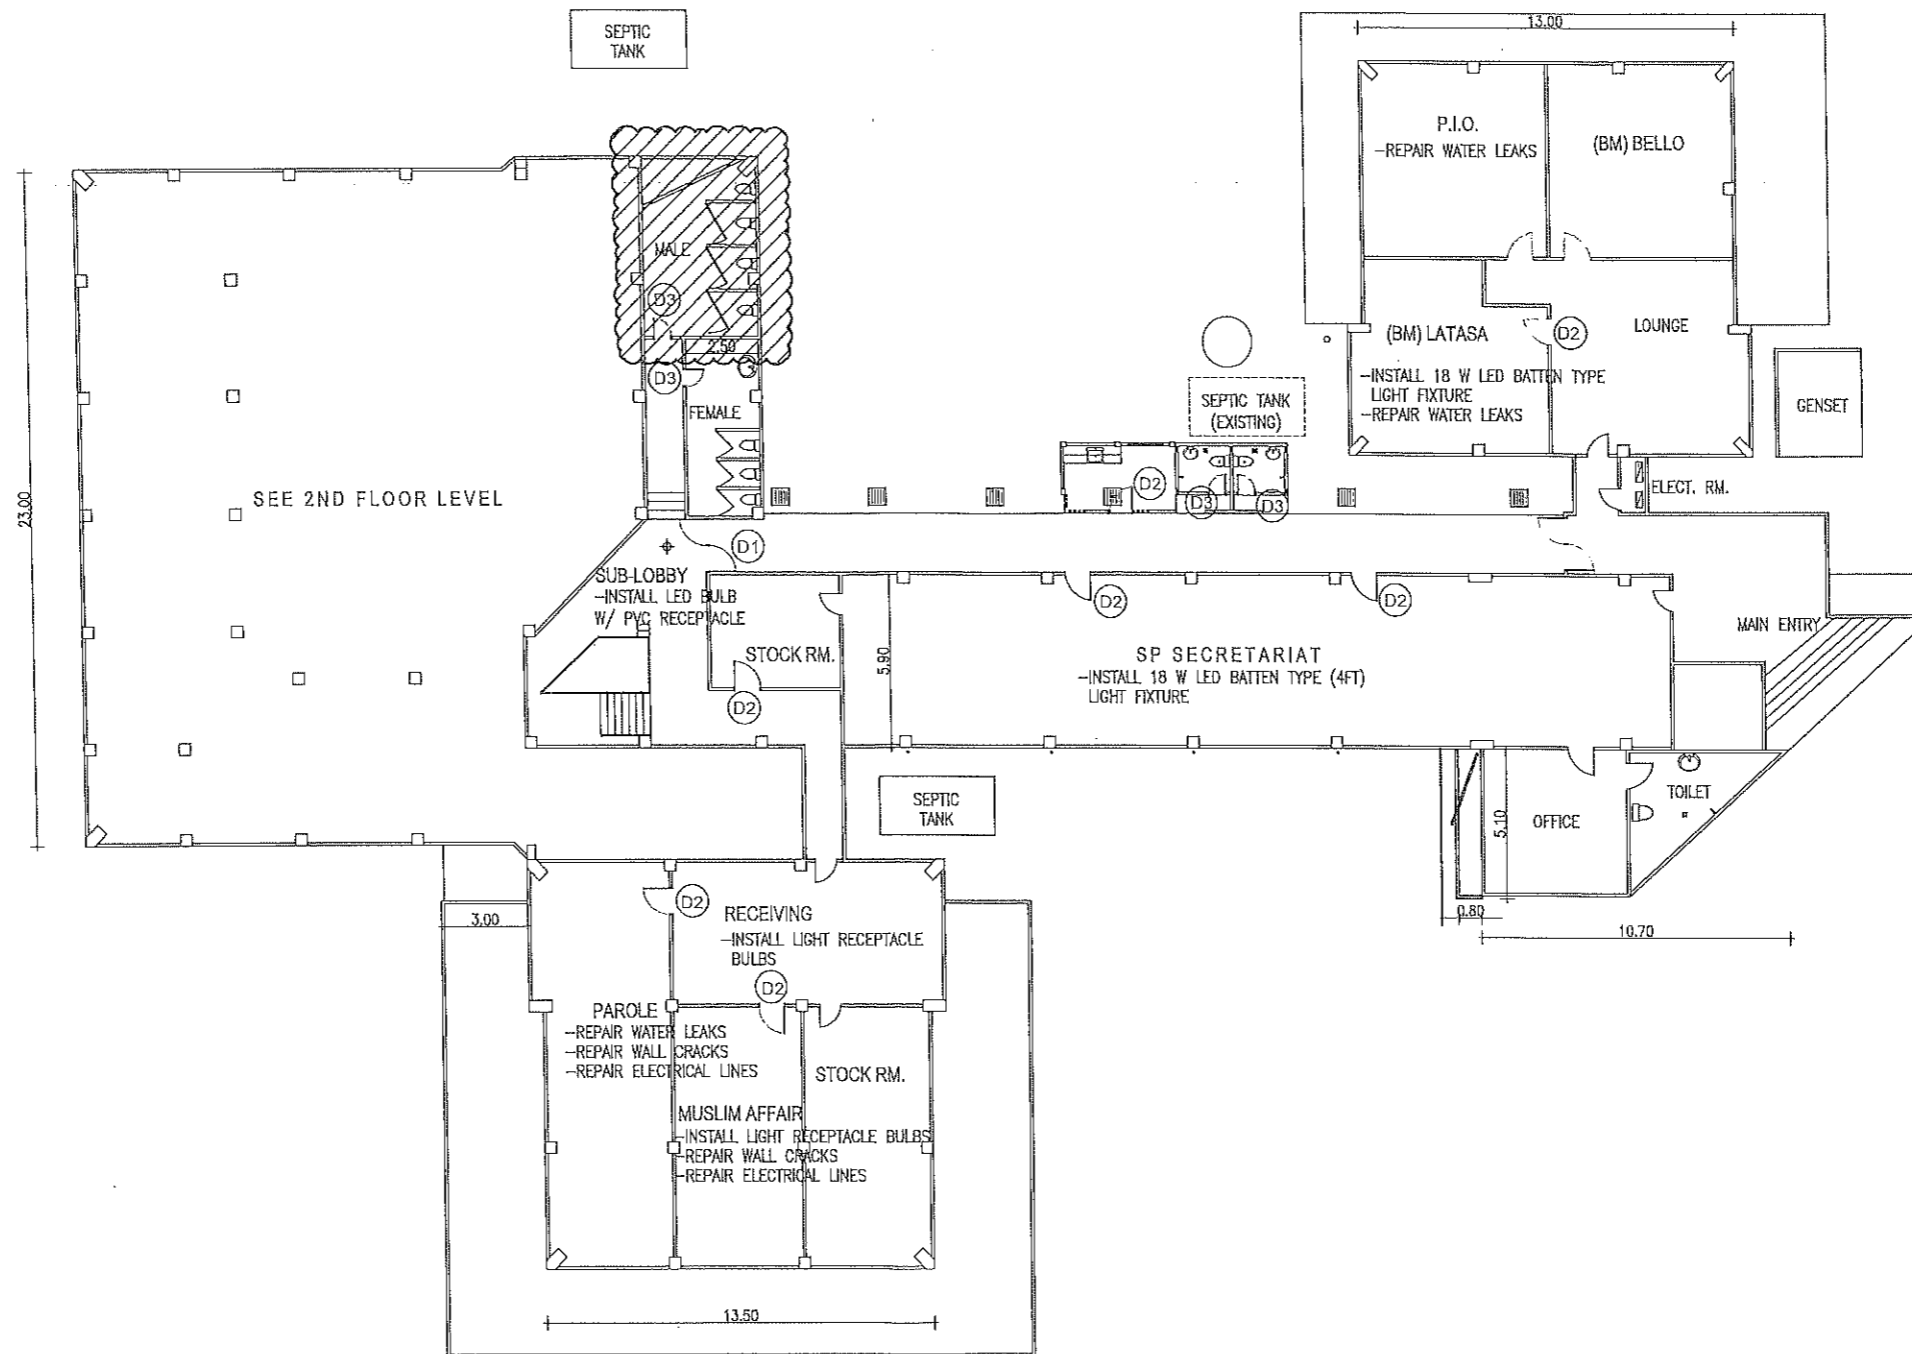 SEPTIC
TANK
13.00
P.I.O.
-REPAIR WATER LEAKS
(BM) BELLO
MALE
D3
2.50
D3
FEMALE
23.00
SEE 2ND FLOOR LEVEL
(BM) LATASA
-INSTALL 18 W LED BATTEN TYPE
LIGHT FIXTURE
-REPAIR WATER LEAKS
D2
LOUNGE
GENSET
SEPTIC TANK
(EXISTING)
D2
D3
D3
ELECT. RM.
D1
SUB-LOBBY
-INSTALL LED BULB
W/ PVC RECEPTACLE
STOCK RM.
D2
5.90
D2
D2
SP SECRETARIAT
-INSTALL 18 W LED BATTEN TYPE (4FT)
LIGHT FIXTURE
MAIN ENTRY
SEPTIC
TANK
5.10
OFFICE
TOILET
0.80
10.70
3.00
D2
RECEIVING
-INSTALL LIGHT RECEPTACLE
BULBS
D2
PAROLE
-REPAIR WATER LEAKS
-REPAIR WALL CRACKS
-REPAIR ELECTRICAL LINES
STOCK RM.
MUSLIM AFFAIR
-INSTALL LIGHT RECEPTACLE BULBS
-REPAIR WALL CRACKS
-REPAIR ELECTRICAL LINES
13.50